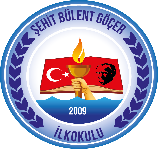 ŞEHİT BÜLENT GÖÇER
2009
İLKOKULU